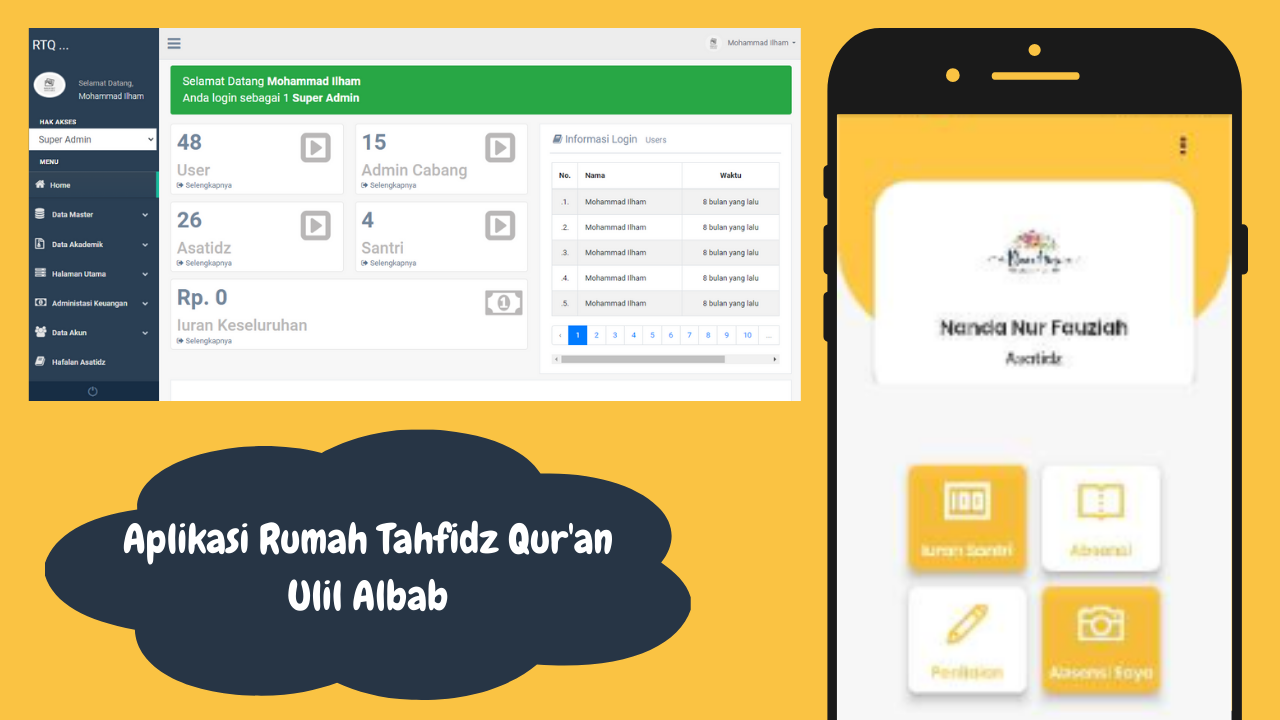 RTQ ...
Mohammad Ilham
Selamat Datang,
Mohammad Ilham
HAK AKSES
Super Admin
MENU
Home
Data Master
Data Akademik
Halaman Utama
Administasi Keuangan
Data Akun
Hafalan Asatidz
Selamat Datang Mohammad Ilham
Anda login sebagai 1 Super Admin
48
User
Selengkapnya
15
Admin Cabang
Selengkapnya
26
Asatidz
Selengkapnya
4
Santri
Selengkapnya
Rp. 0
Iuran Keseluruhan
Selengkapnya
Informasi Login Users
No. Nama Waktu
.1. Mohammad Ilham 8 bulan yang lalu
.2. Mohammad Ilham 8 bulan yang lalu
.3. Mohammad Ilham 8 bulan yang lalu
.4. Mohammad Ilham 8 bulan yang lalu
.5. Mohammad Ilham 8 bulan yang lalu
‹ 1 2 3 4 5 6 7 8 9 10 ...
Aplikasi Rumah Tahfidz Qur'an
Ulil Albab
Nanda Nur Fauziah
Asatidz
100
Iuran Santri
Absensi
Penilaian
Absensi Saya